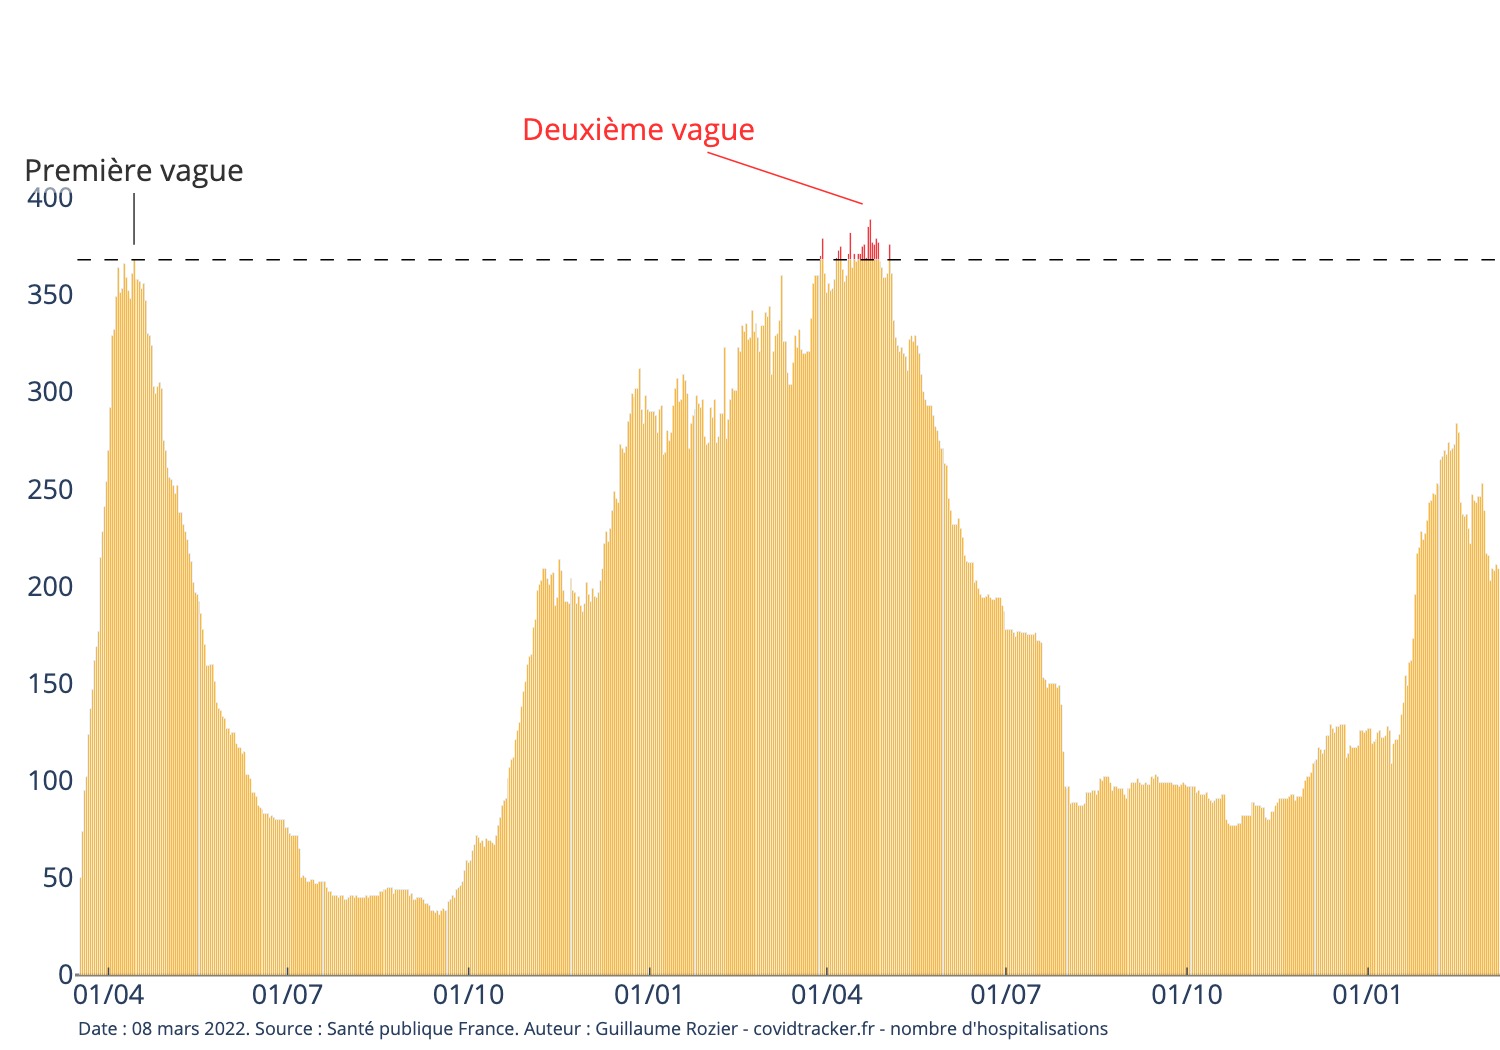 Deuxième vague
Première vague
400
350
300
250
200
150
100
50
0
01/04 01/07 01/10 01/01 01/04 01/07 01/10 01/01
Date : 08 mars 2022. Source : Santé publique France. Auteur : Guillaume Rozier - covidtracker.fr - nombre d'hospitalisations